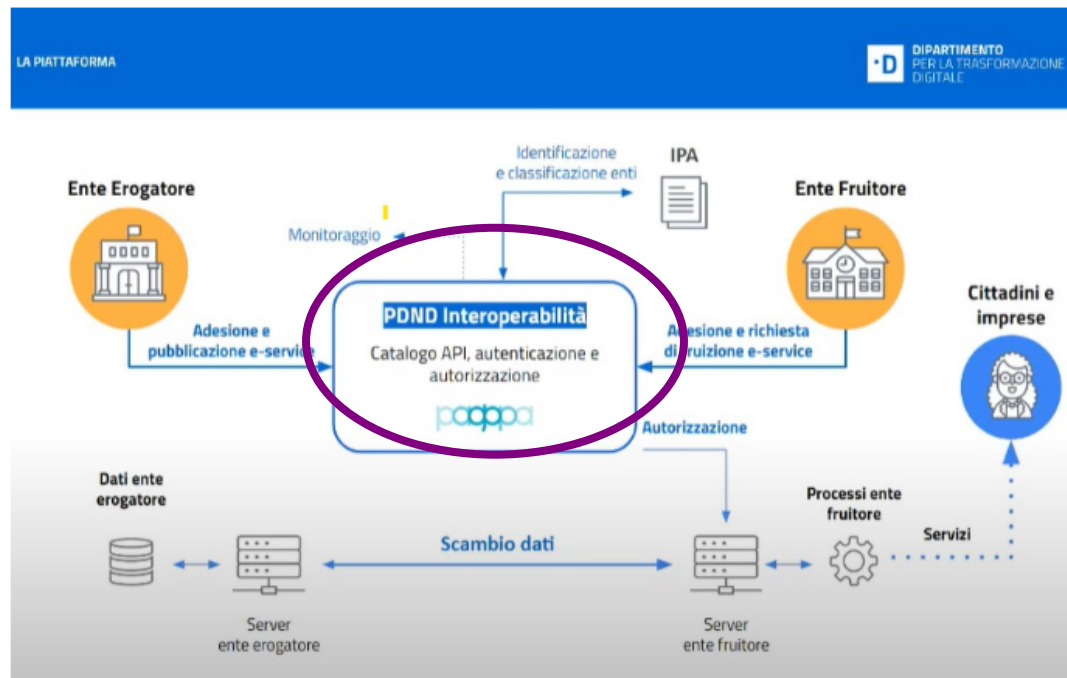 LA PIATTAFORMA
·D
DIPARTIMENTO
PER LA TRASFORMAZIONE
DIGITALE
Identificazione
e classificazione enti
IPA
Ente Erogatore
Ente Fruitore
Monitoraggio
PDND Interoperabilità
Catalogo API, autenticazione e
autorizzazione
Adesione e
pubblicazione e-service
Adesione e richiesta
di fruizione e-service
Cittadini e
imprese
Autorizzazione
Dati ente
erogatore
Processi ente
fruitore
Scambio dati
Servizi
Server
ente erogatore
Server
ente fruitore